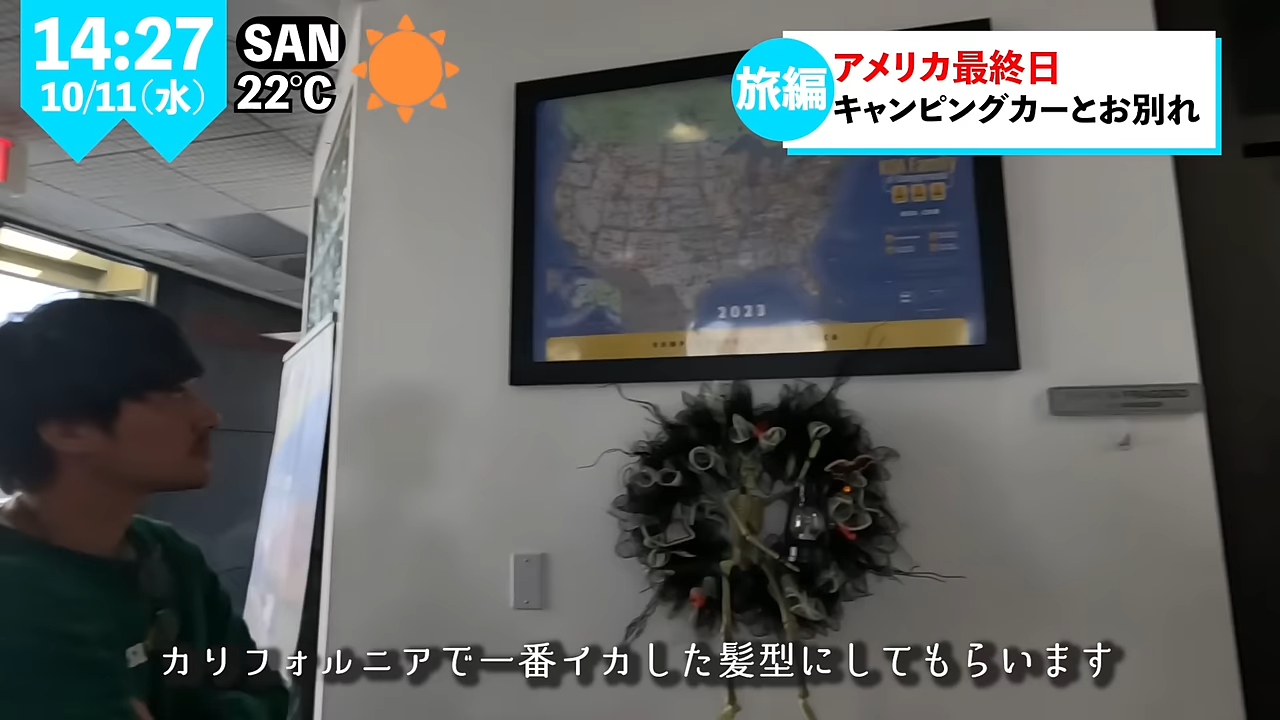 14:27
10/11(水)
SAN
22℃
旅編
アメリカ最終日
キャンピングカーとお別れ
2023
カリフォルニアで一番イカした髪型にしてもらいます